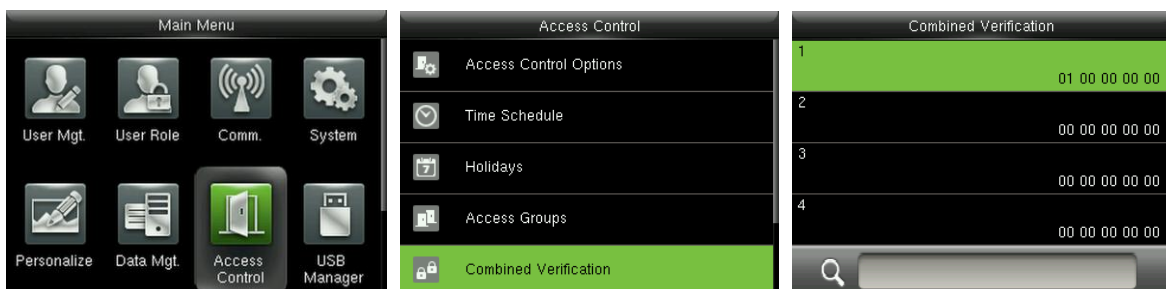 Main Menu
User Mgt.
User Role
Comm.
System
Personalize
Data Mgt.
Access
Control
USB
Manager
Access Control
Access Control Options
Time Schedule
7
Holidays
Access Groups
Combined Verification
Combined Verification
1
01 00 00 00 00
2
00 00 00 00 00
3
00 00 00 00 00
4
00 00 00 00 00